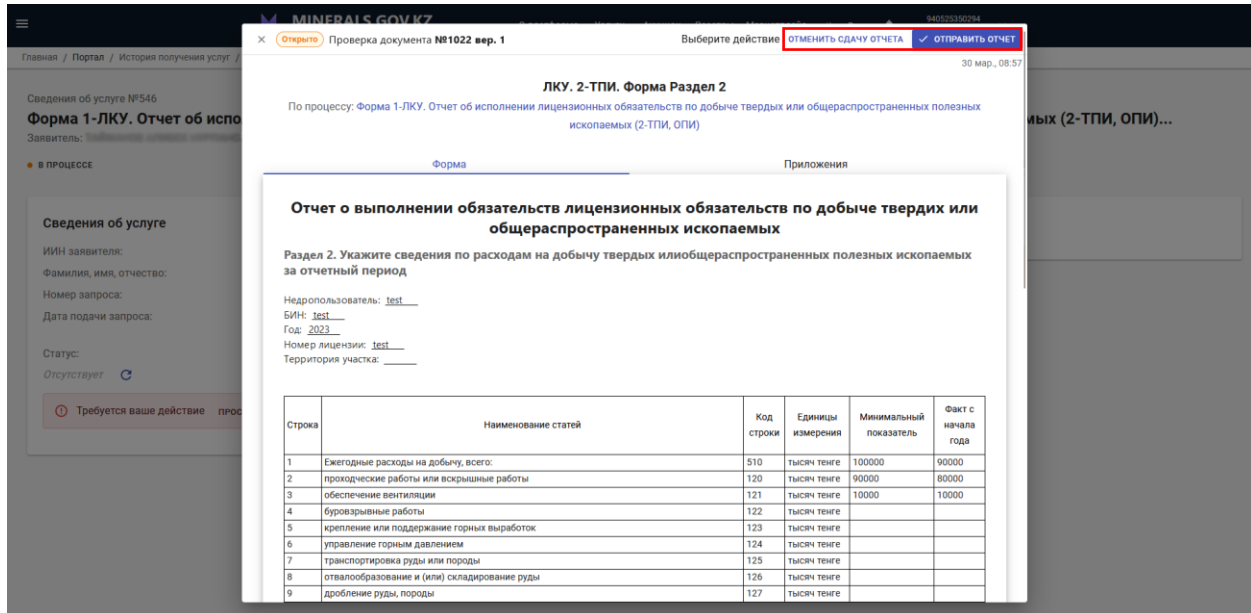 MINERALS.GOV.KZ
940525350294
Открыто Проверка документа №1022 вер. 1
Выберите действие ОТМЕНИТЬ СДАЧУ ОТЧЕТА ОТПРАВИТЬ ОТЧЕТ
Главная / Портал / История получения услуг /
30 мар., 08:57
Сведения об услуге №546
Форма 1-ЛКУ. Отчет об испо
мых (2-ТПИ, ОПИ)...
Заявитель:
В ПРОЦЕССЕ
Сведения об услуге
ИИН заявителя:
Фамилия, имя, отчество:
Номер запроса:
Дата подачи запроса:
Статус:
Отсутствует
Требуется ваше действие ПРОС
ЛКУ. 2-ТПИ. Форма Раздел 2
По процессу: Форма 1-ЛКУ. Отчет об исполнении лицензионных обязательств по добыче твердых или общераспространенных полезных
ископаемых (2-ТПИ, ОПИ)
Форма Приложения
Отчет о выполнении обязательств лицензионных обязательств по добыче твердих или
общераспространенных ископаемых
Раздел 2. Укажите сведения по расходам на добычу твердых илиобщераспространенных полезных ископаемых
за отчетный период
Недропользователь: test
БИН: test
Год: 2023
Номер лицензии: test
Территория участка:
Строка Наименование статей Код строки Единицы измерения Минимальный показатель Факт с начала года
1 Ежегодные расходы на добычу, всего: 510 тысяч тенге 100000 90000
2 проходческие работы или вскрышные работы 120 тысяч тенге 90000 80000
3 обеспечение вентиляции 121 тысяч тенге 10000 10000
4 буровзрывные работы 122 тысяч тенге
5 крепление или поддержание горных выработок 123 тысяч тенге
6 управление горным давлением 124 тысяч тенге
7 транспортировка руды или породы 125 тысяч тенге
8 отвалообразование и (или) складирование руды 126 тысяч тенге
9 дробление руды, породы 127 тысяч тенге